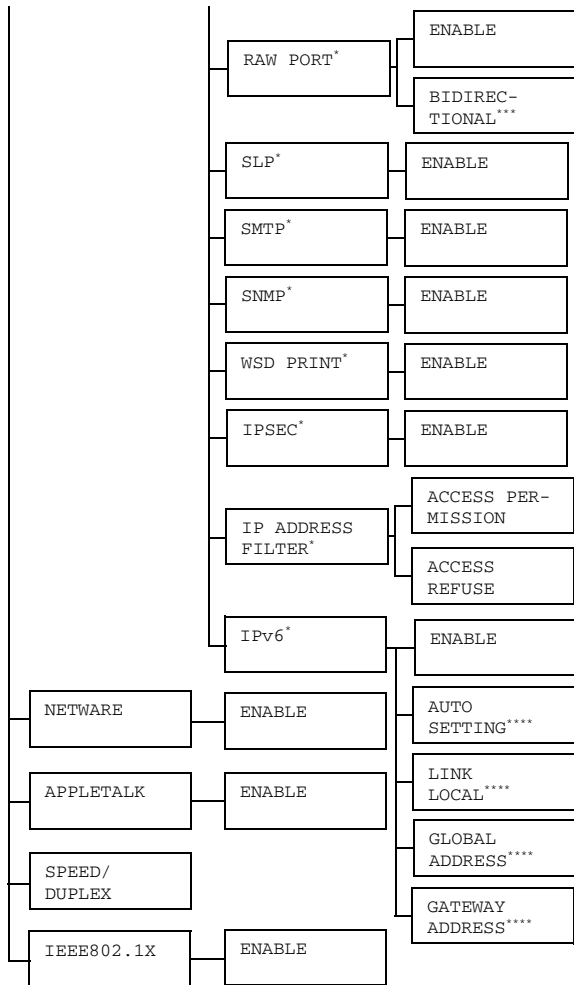 RAW PORT*
ENABLE
BIDIREC-
TIONAL***
SLP*
ENABLE
SMTP*
ENABLE
SNMP*
ENABLE
WSD PRINT*
ENABLE
IPSEC*
ENABLE
IP ADDRESS
FILTER*
ACCESS PER-
MISSION
ACCESS
REFUSE
IPv6*
ENABLE
AUTO
SETTING****
LINK
LOCAL****
GLOBAL
ADDRESS****
GATEWAY
ADDRESS****
NETWARE
ENABLE
APPLETALK
ENABLE
SPEED/
DUPLEX
IEEE802.1X
ENABLE